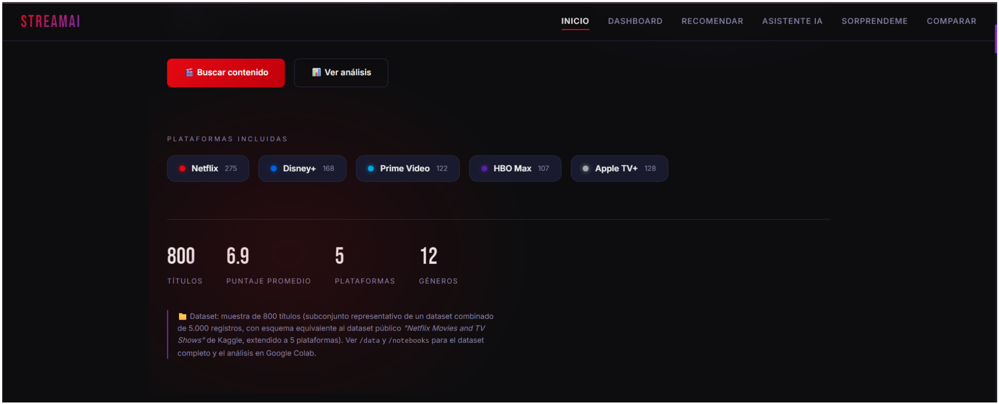 STREAMAI
INICIO DASHBOARD RECOMENDAR ASISTENTE IA SORPRENDEME COMPARAR
Buscar contenido Ver análisis
PLATAFORMAS INCLUIDAS
Netflix 275 Disney+ 168 Prime Video 122 HBO Max 107 Apple TV+ 128
800 6.9 5 12
TÍTULOS PUNTAJE PROMEDIO PLATAFORMAS GÉNEROS
Dataset: muestra de 800 títulos (subconjunto representativo de un dataset combinado
de 5.000 registros, con esquema equivalente al dataset público "Netflix Movies and TV
Shows" de Kaggle, extendido a 5 plataformas). Ver /data y /notebooks para el dataset
completo y el análisis en Google Colab.